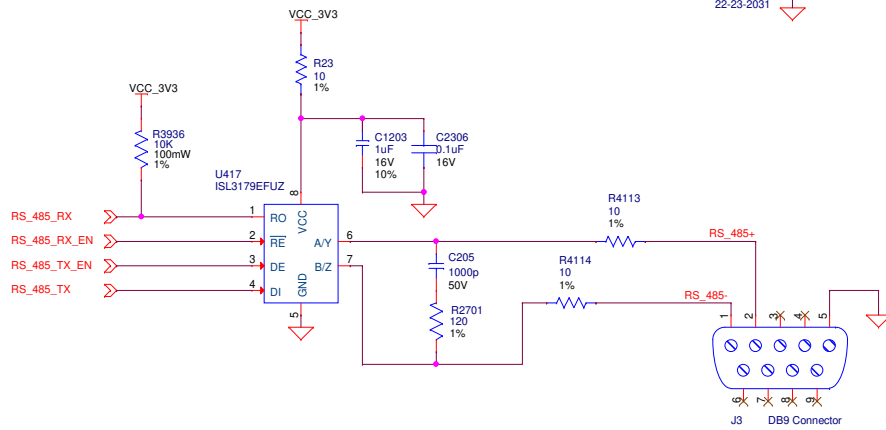 22-23-2031
VCC_3V3
R23
10
1%
VCC_3V3
R3936
10K
100mW
1%
C1203
1uF
16V
10%
C2306
0.1uF
16V
U417
ISL3179EFUZ
8
VCC
RS_485_RX
1
RO
RS_485_RX_EN
2
RE
A/Y
6
RS_485_TX_EN
3
DE
B/Z
7
RS_485_TX
4
DI
GND
5
C205
1000p
50V
R2701
120
1%
R4113
10
1%
RS_485+
R4114
10
1%
RS_485-
1
2
3
4
5
6
7
8
9
J3
DB9 Connector